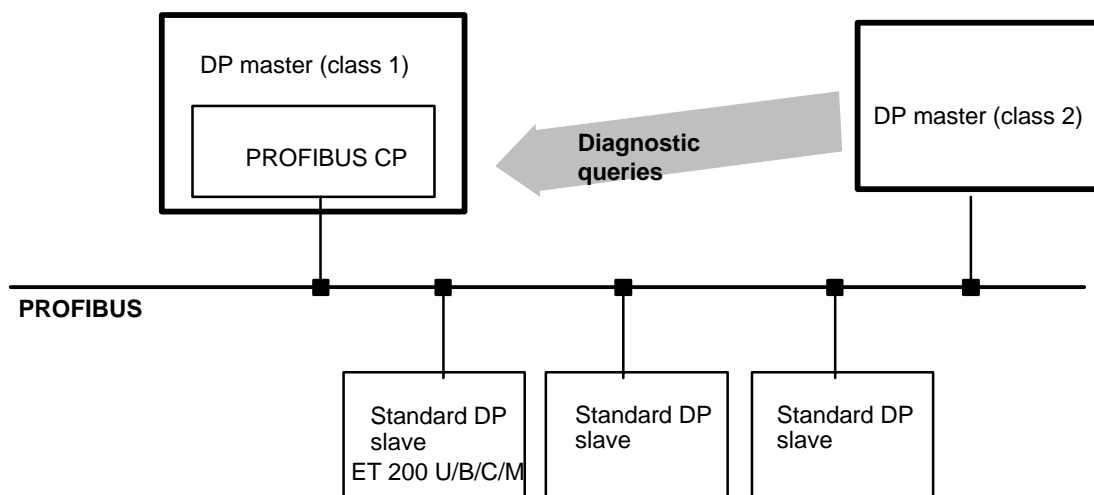 DP master (class 1)
PROFIBUS CP
Diagnostic
queries
DP master (class 2)
PROFIBUS
Standard DP
slave
ET 200 U/B/C/M
Standard DP
slave
Standard DP
slave